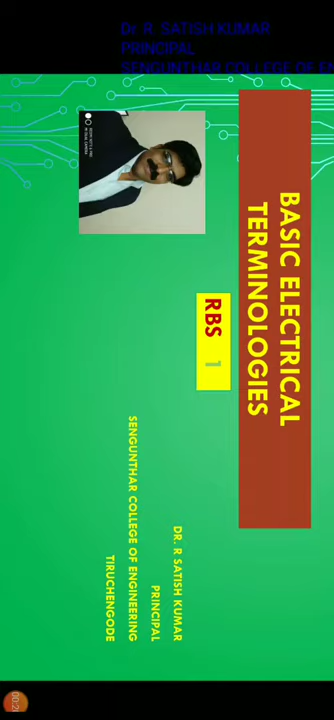 Dr. R. SATISH KUMAR
PRINCIPAL
SENGUNTHAR COLLEGE OF EN
BASIC ELECTRICAL
TERMINOLOGIES
RBS 1
DR. R SATISH KUMAR
PRINCIPAL
SENGUNTHAR COLLEGE OF ENGINEERING
TIRUCHENGODE